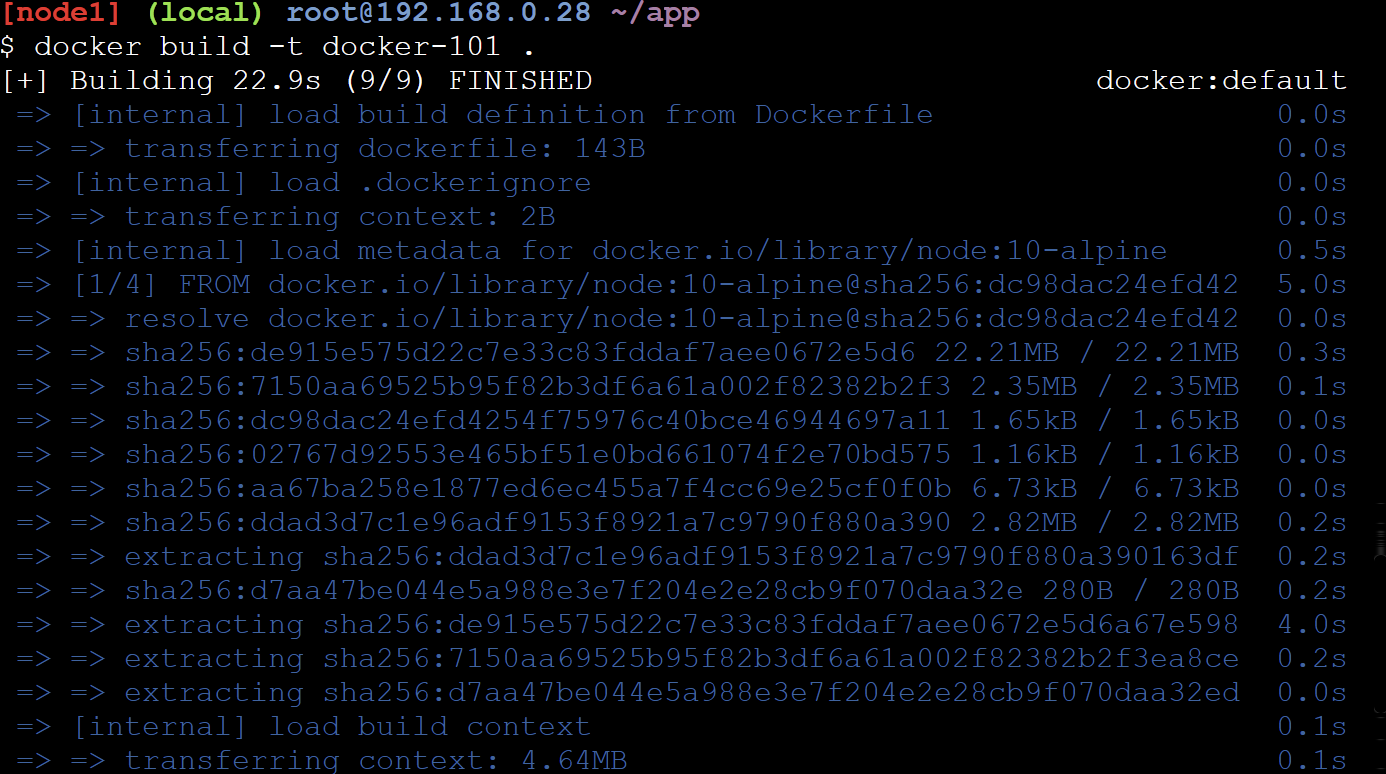 [node1] (local) root@192.168.0.28 ~/app
$ docker build -t docker-101 .
[+] Building 22.9s (9/9) FINISHED docker:default
=> [internal] load build definition from Dockerfile 0.0s
=> => transferring dockerfile: 143B 0.0s
=> [internal] load .dockerignore 0.0s
=> => transferring context: 2B 0.0s
=> [internal] load metadata for docker.io/library/node:10-alpine 0.5s
=> [1/4] FROM docker.io/library/node:10-alpine@sha256:dc98dac24efd42 5.0s
=> => resolve docker.io/library/node:10-alpine@sha256:dc98dac24efd42 0.0s
=> => sha256:de915e575d22c7e33c83fddaf7aee0672e5d6 22.21MB / 22.21MB 0.3s
=> => sha256:7150aa69525b95f82b3df6a61a002f82382b2f3 2.35MB / 2.35MB 0.1s
=> => sha256:dc98dac24efd4254f75976c40bce46944697a11 1.65kB / 1.65kB 0.0s
=> => sha256:02767d92553e465bf51e0bd661074f2e70bd575 1.16kB / 1.16kB 0.0s
=> => sha256:aa67ba258e1877ed6ec455a7f4cc69e25cf0f0b 6.73kB / 6.73kB 0.0s
=> => sha256:ddad3d7c1e96adf9153f8921a7c9790f880a390 2.82MB / 2.82MB 0.2s
=> => extracting sha256:ddad3d7c1e96adf9153f8921a7c9790f880a390163df 0.2s
=> => sha256:d7aa47be044e5a988e3e7f204e2e28cb9f070daa32e 280B / 280B 0.2s
=> => extracting sha256:de915e575d22c7e33c83fddaf7aee0672e5d6a67e598 4.0s
=> => extracting sha256:7150aa69525b95f82b3df6a61a002f82382b2f3ea8ce 0.2s
=> => extracting sha256:d7aa47be044e5a988e3e7f204e2e28cb9f070daa32ed 0.0s
=> [internal] load build context 0.1s
=> => transferring context: 4.64MB 0.1s